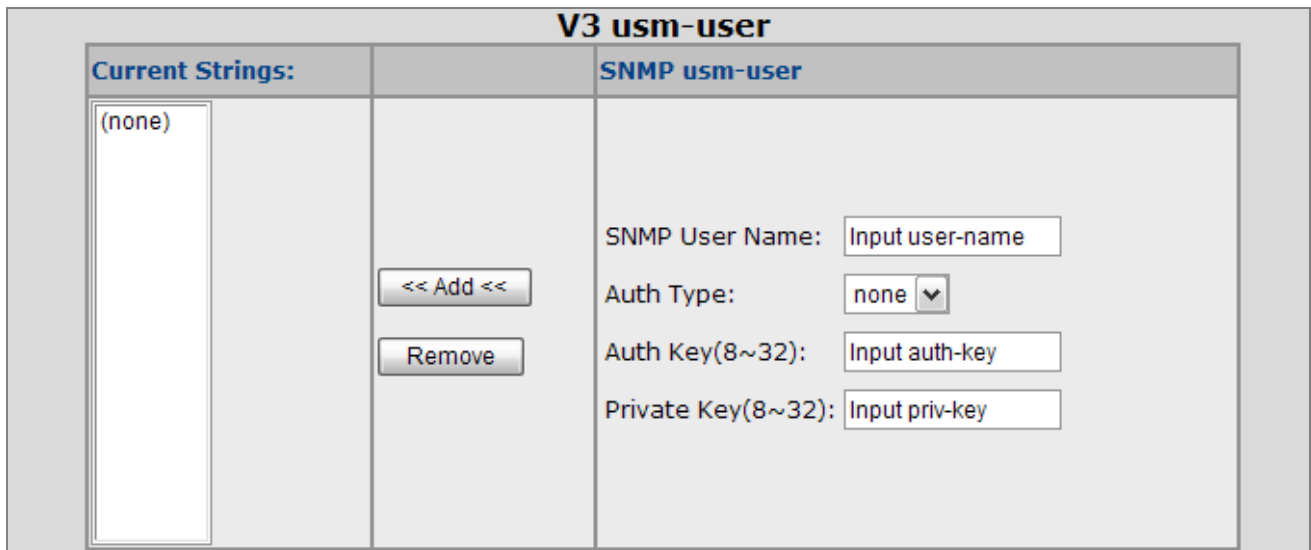 V3 usm-user
Current Strings:
SNMP usm-user
(none)
<< Add <<
Remove
SNMP User Name: Input user-name
Auth Type: none
Auth Key(8~32): Input auth-key
Private Key(8~32): Input priv-key